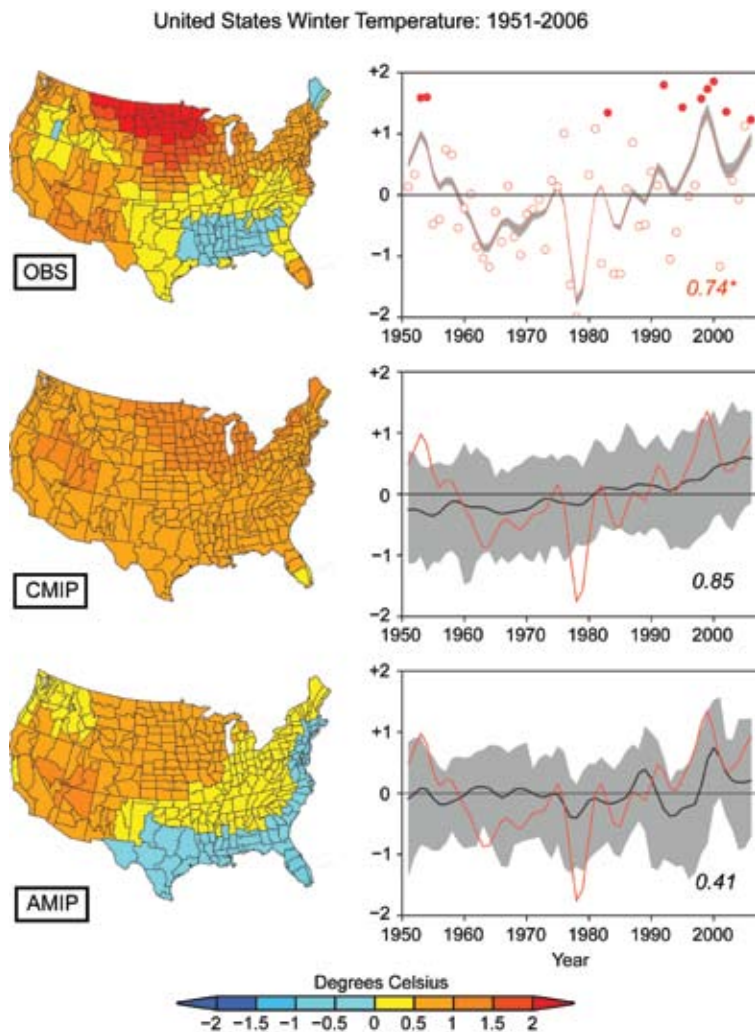 United States Winter Temperature: 1951-2006
OBS
+2
+1
0
−1
−2
0.74*
1950 1960 1970 1980 1990 2000
CMIP
+2
+1
0
−1
−2
0.85
1950 1960 1970 1980 1990 2000
AMIP
+2
+1
0
−1
−2
0.41
1950 1960 1970 1980 1990 2000
Year
Degrees Celsius
−2 −1.5 −1 −0.5 0 0.5 1 1.5 2